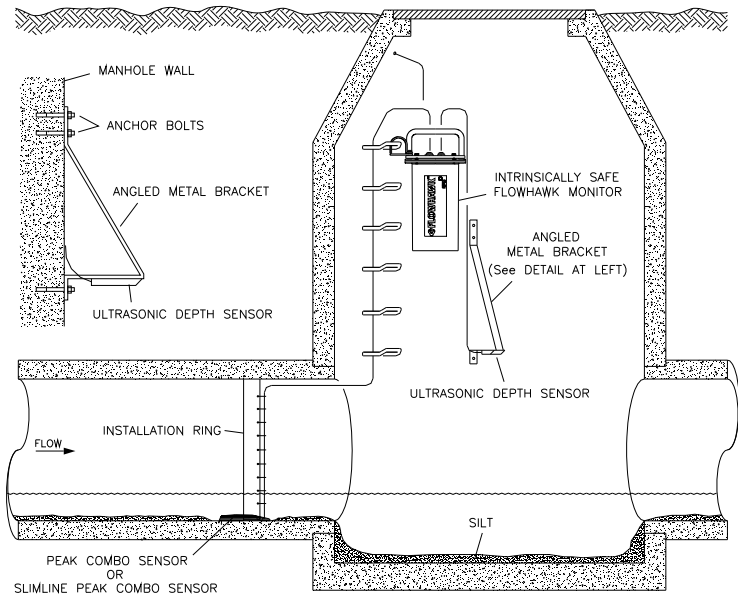 MANHOLE WALL
ANCHOR BOLTS
ANGLED METAL BRACKET
ULTRASONIC DEPTH SENSOR
INTRINSICALLY SAFE
FLOWHAWK MONITOR
FLOWHAWK
ANGLED
METAL BRACKET
(See DETAIL AT LEFT)
ULTRASONIC DEPTH SENSOR
INSTALLATION RING
FLOW
SILT
PEAK COMBO SENSOR
OR
SLIMLINE PEAK COMBO SENSOR